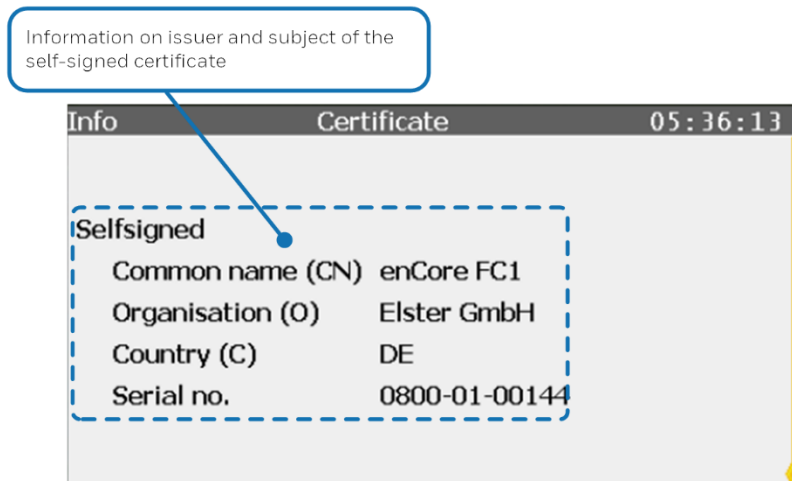 Information on issuer and subject of the
self-signed certificate
Info Certificate 05:36:13
Selfsigned
Common name (CN) enCore FC1
Organisation (O) Elster GmbH
Country (C) DE
Serial no. 0800-01-00144